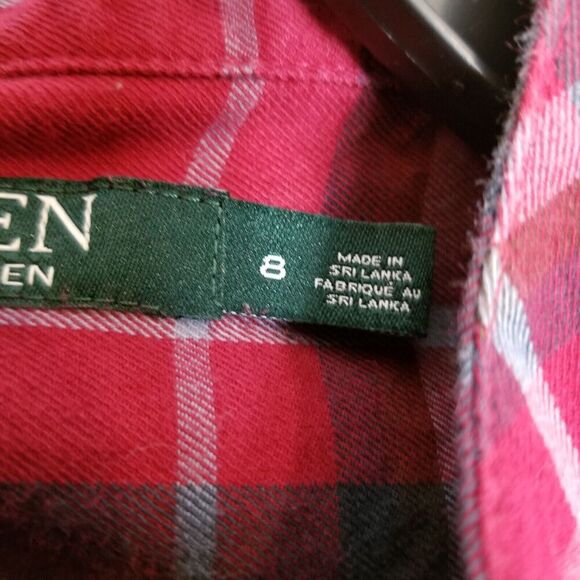 EN
EN
8
MADE IN
SRI LANKA
FABRIQUÉ AU
SRI LANKA